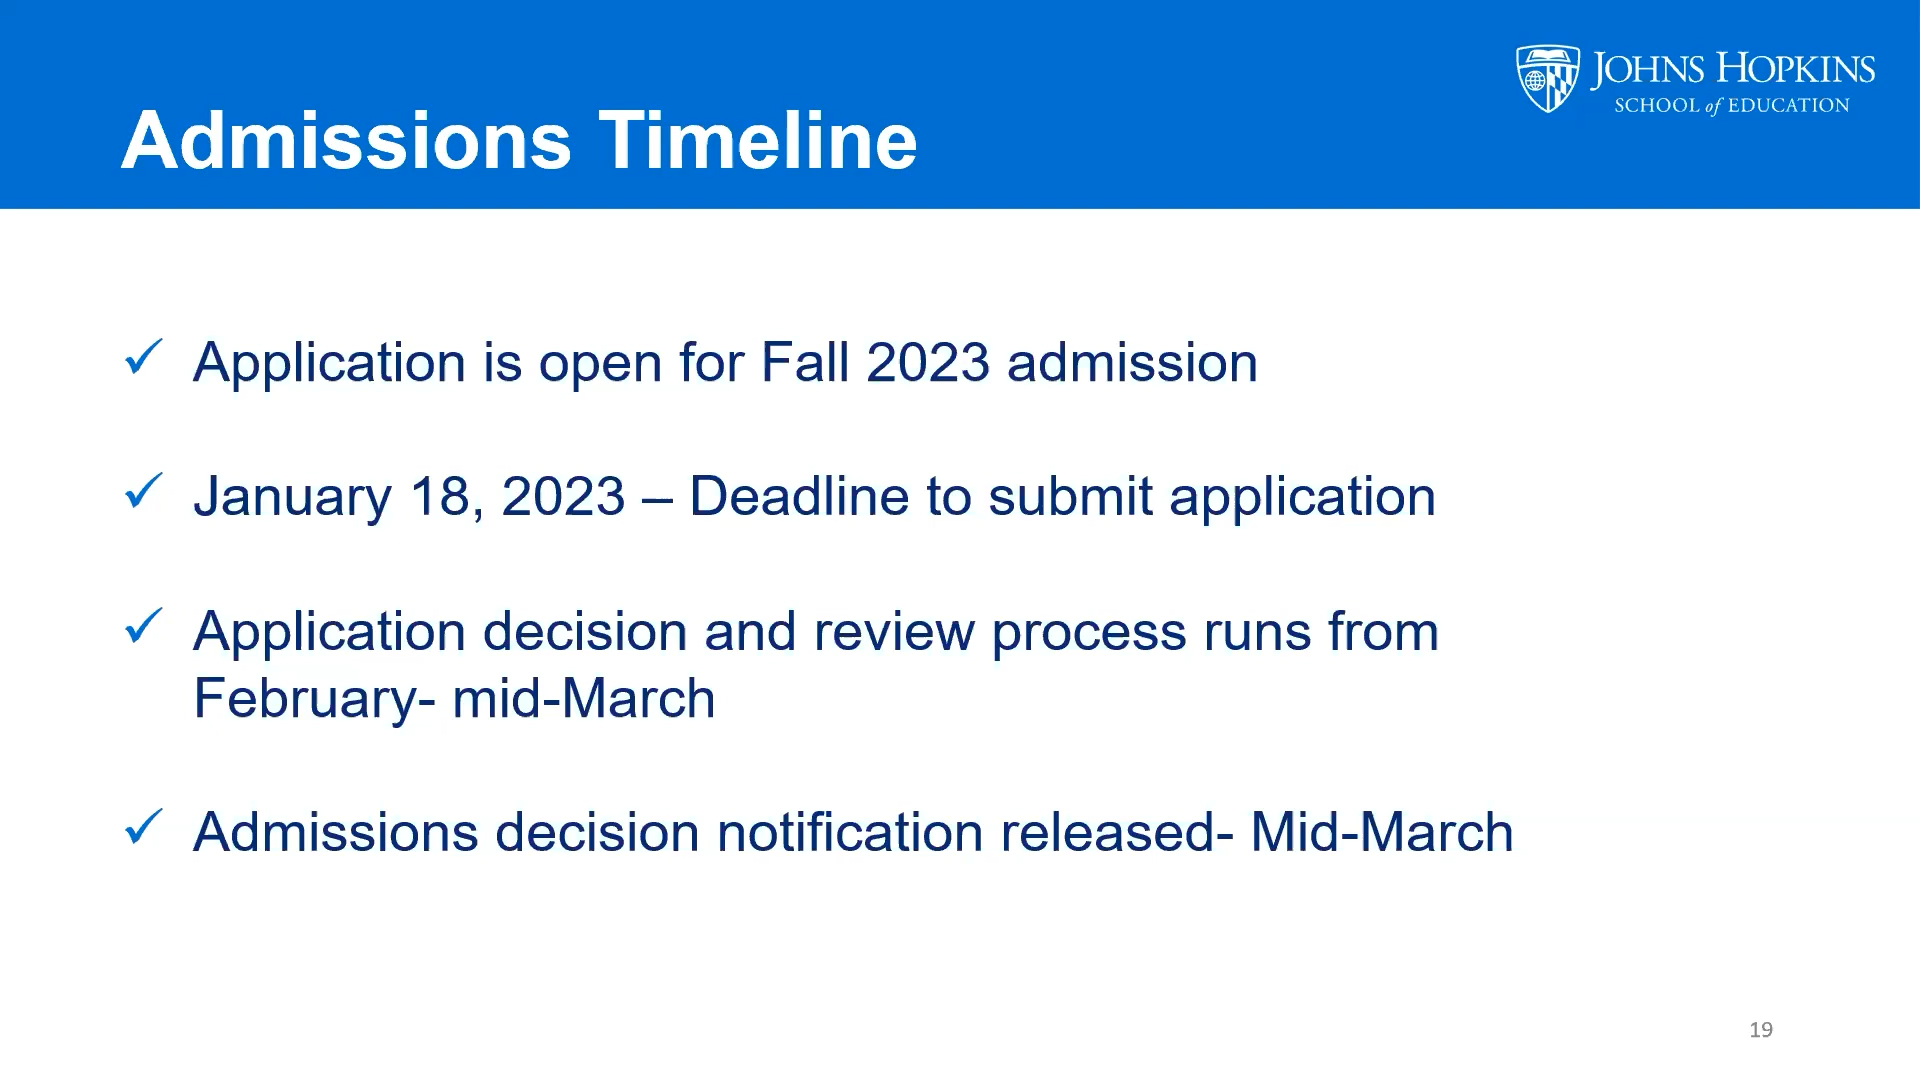 JOHNS HOPKINS
SCHOOL of EDUCATION
Admissions Timeline
✓ Application is open for Fall 2023 admission
✓ January 18, 2023 – Deadline to submit application
✓ Application decision and review process runs from
February- mid-March
✓ Admissions decision notification released- Mid-March
19